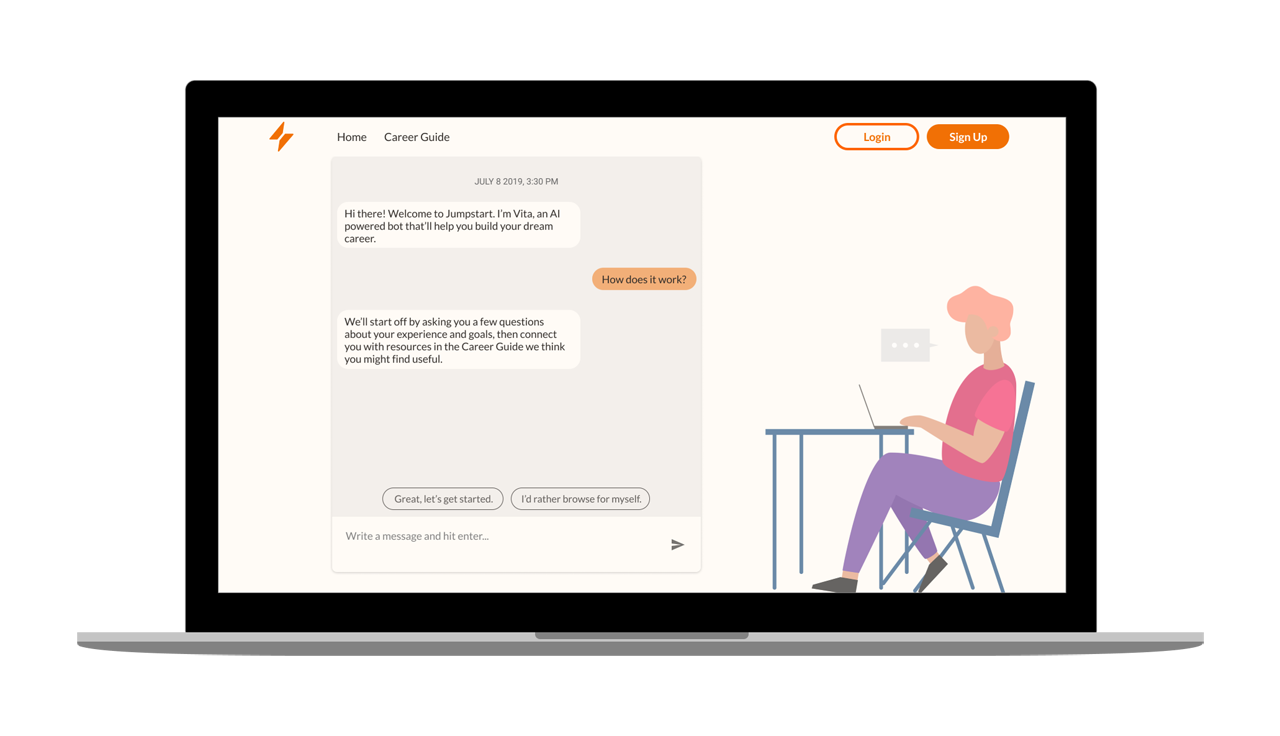 Home Career Guide Login Sign Up
JULY 8 2019, 3:30 PM
Hi there! Welcome to Jumpstart. I'm Vita, an AI
powered bot that'll help you build your dream
career.
How does it work?
We'll start off by asking you a few questions
about your experience and goals, then connect
you with resources in the Career Guide we think
you might find useful.
Great, let's get started. I'd rather browse for myself.
Write a message and hit enter...